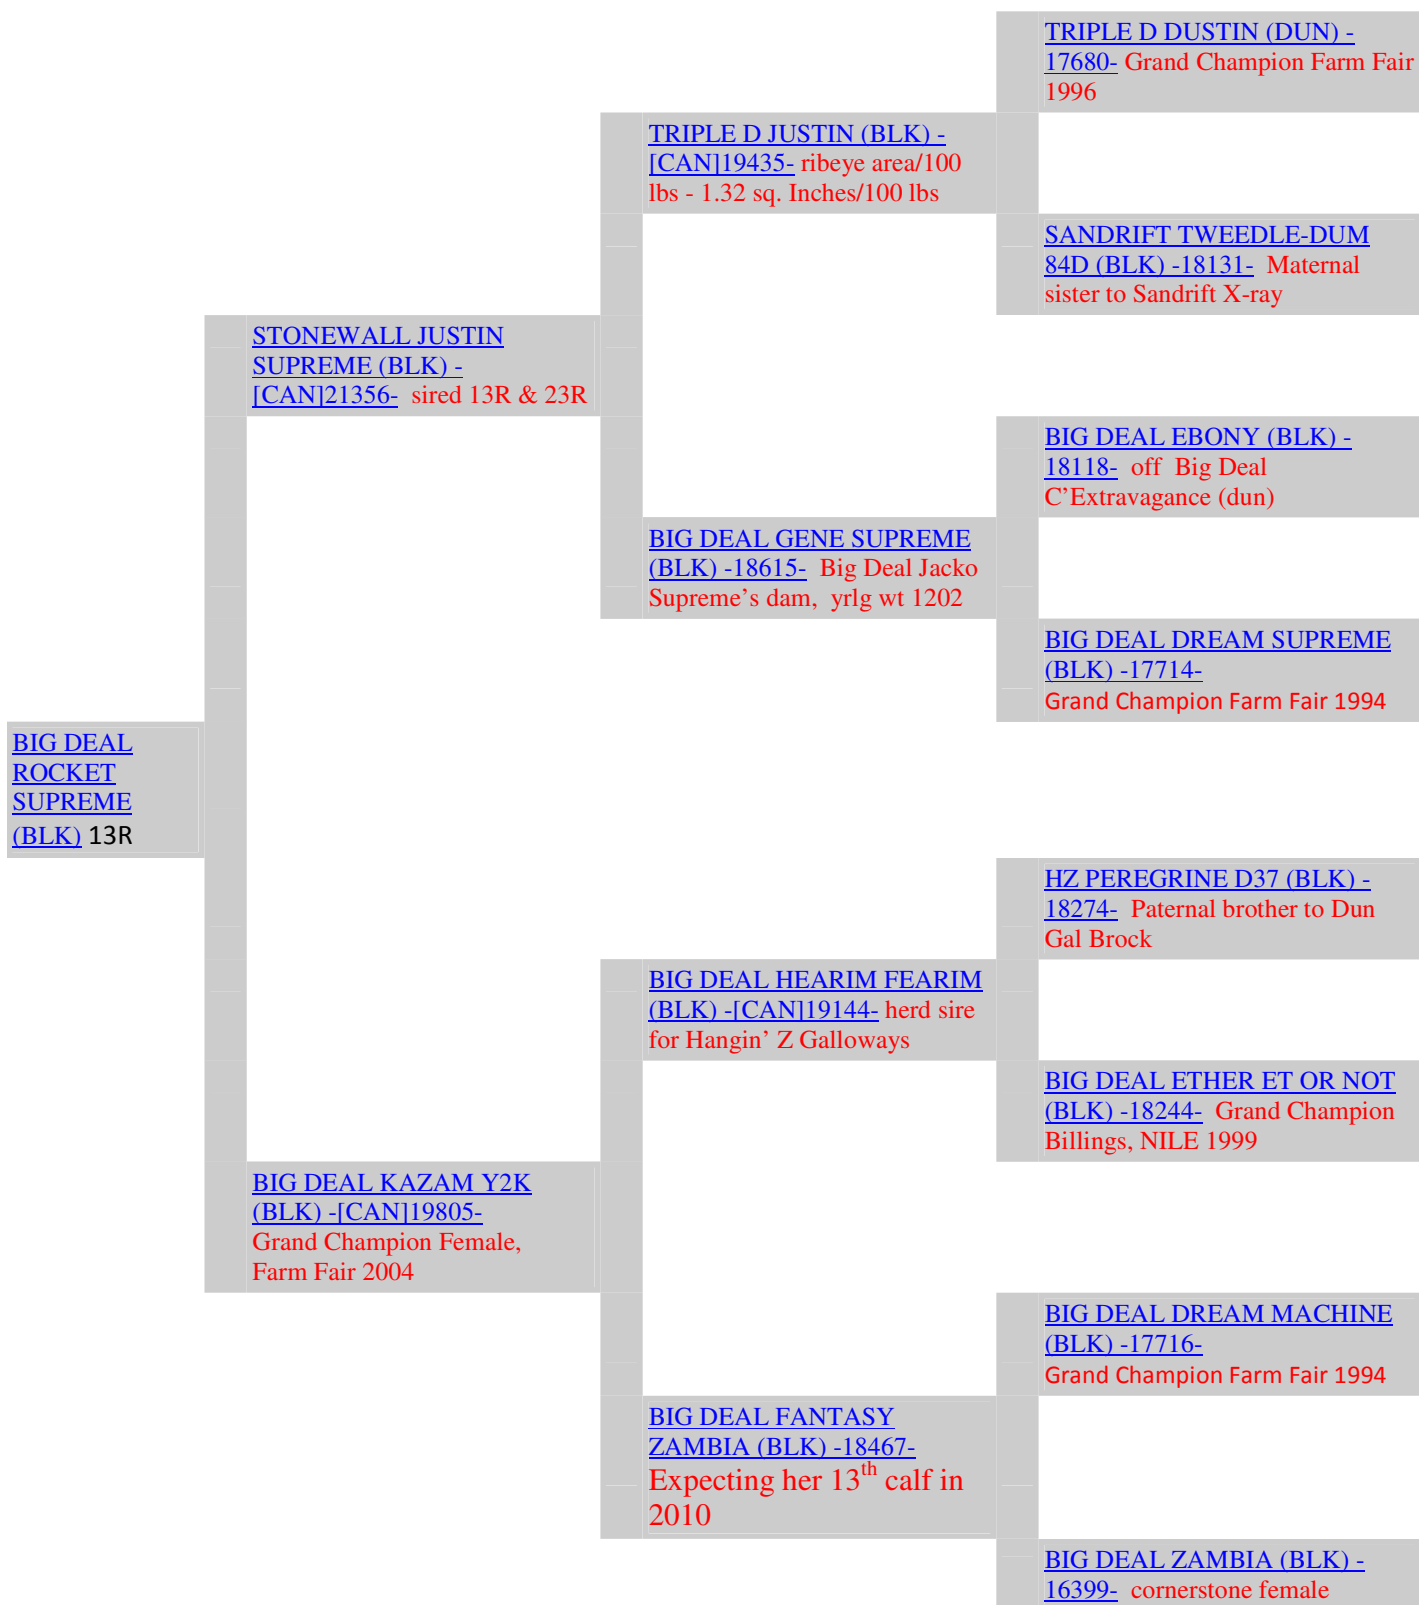 TRIPLE D DUSTIN (DUN) -
17680- Grand Champion Farm Fair
1996
TRIPLE D JUSTIN (BLK) -
[CAN]19435- ribeye area/100
lbs - 1.32 sq. Inches/100 lbs
SANDRIFT TWEEDLE-DUM
84D (BLK) -18131- Maternal
sister to Sandrift X-ray
STONEWALL JUSTIN
SUPREME (BLK) -
[CAN]21356- sired 13R & 23R
BIG DEAL EBONY (BLK) -
18118- off Big Deal
C’Extravagance (dun)
BIG DEAL GENE SUPREME
(BLK) -18615- Big Deal Jacko
Supreme’s dam, yrlg wt 1202
BIG DEAL DREAM SUPREME
(BLK) -17714-
Grand Champion Farm Fair 1994
BIG DEAL
ROCKET
SUPREME
(BLK) 13R
HZ PEREGRINE D37 (BLK) -
18274- Paternal brother to Dun
Gal Brock
BIG DEAL HEARIM FEARIM
(BLK) -[CAN]19144- herd sire
for Hangin’ Z Galloways
BIG DEAL ETHER ET OR NOT
(BLK) -18244- Grand Champion
Billings, NILE 1999
BIG DEAL KAZAM Y2K
(BLK) -[CAN]19805-
Grand Champion Female,
Farm Fair 2004
BIG DEAL DREAM MACHINE
(BLK) -17716-
Grand Champion Farm Fair 1994
BIG DEAL FANTASY
ZAMBIA (BLK) -18467-
Expecting her 13th calf in
2010
BIG DEAL ZAMBIA (BLK) -
16399- cornerstone female